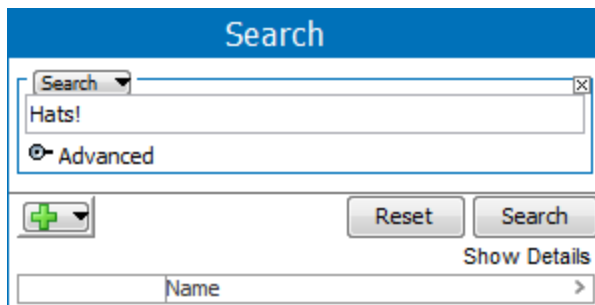 Search
Search
Hats!
Advanced
Reset Search
Show Details
Name